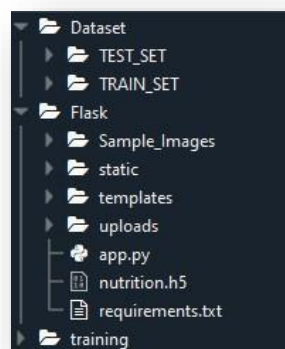 Dataset
TEST_SET
TRAIN_SET
Flask
Sample_Images
static
templates
uploads
app.py
nutrition.h5
requirements.txt
training